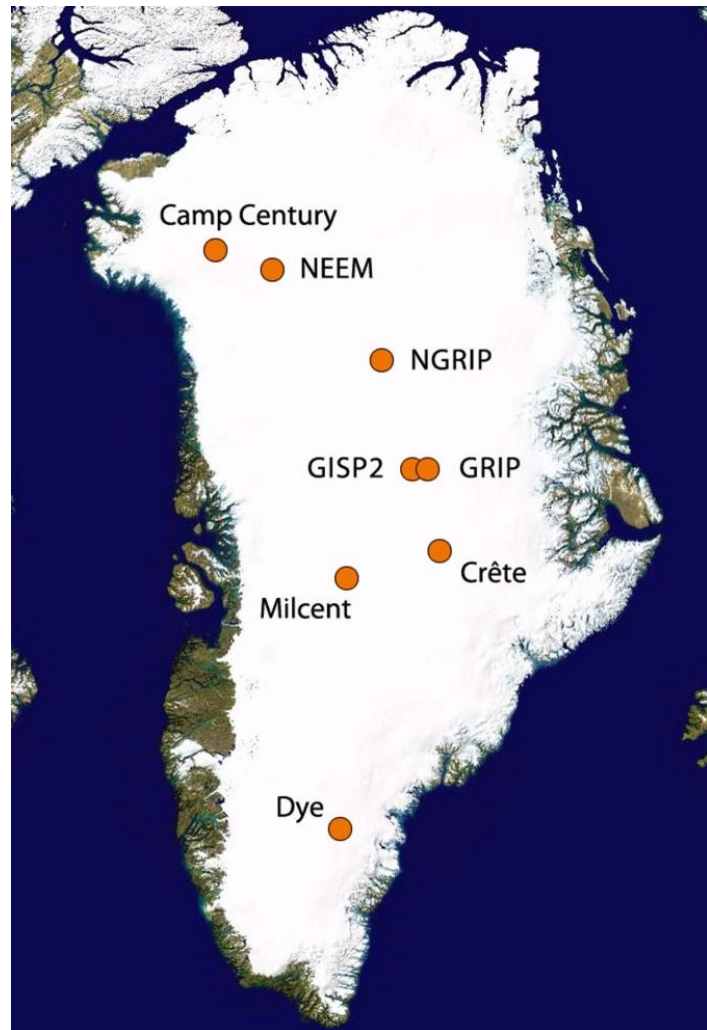 Camp Century
NEEM
NGRIP
GISP2
GRIP
Crête
Milcent
Dye